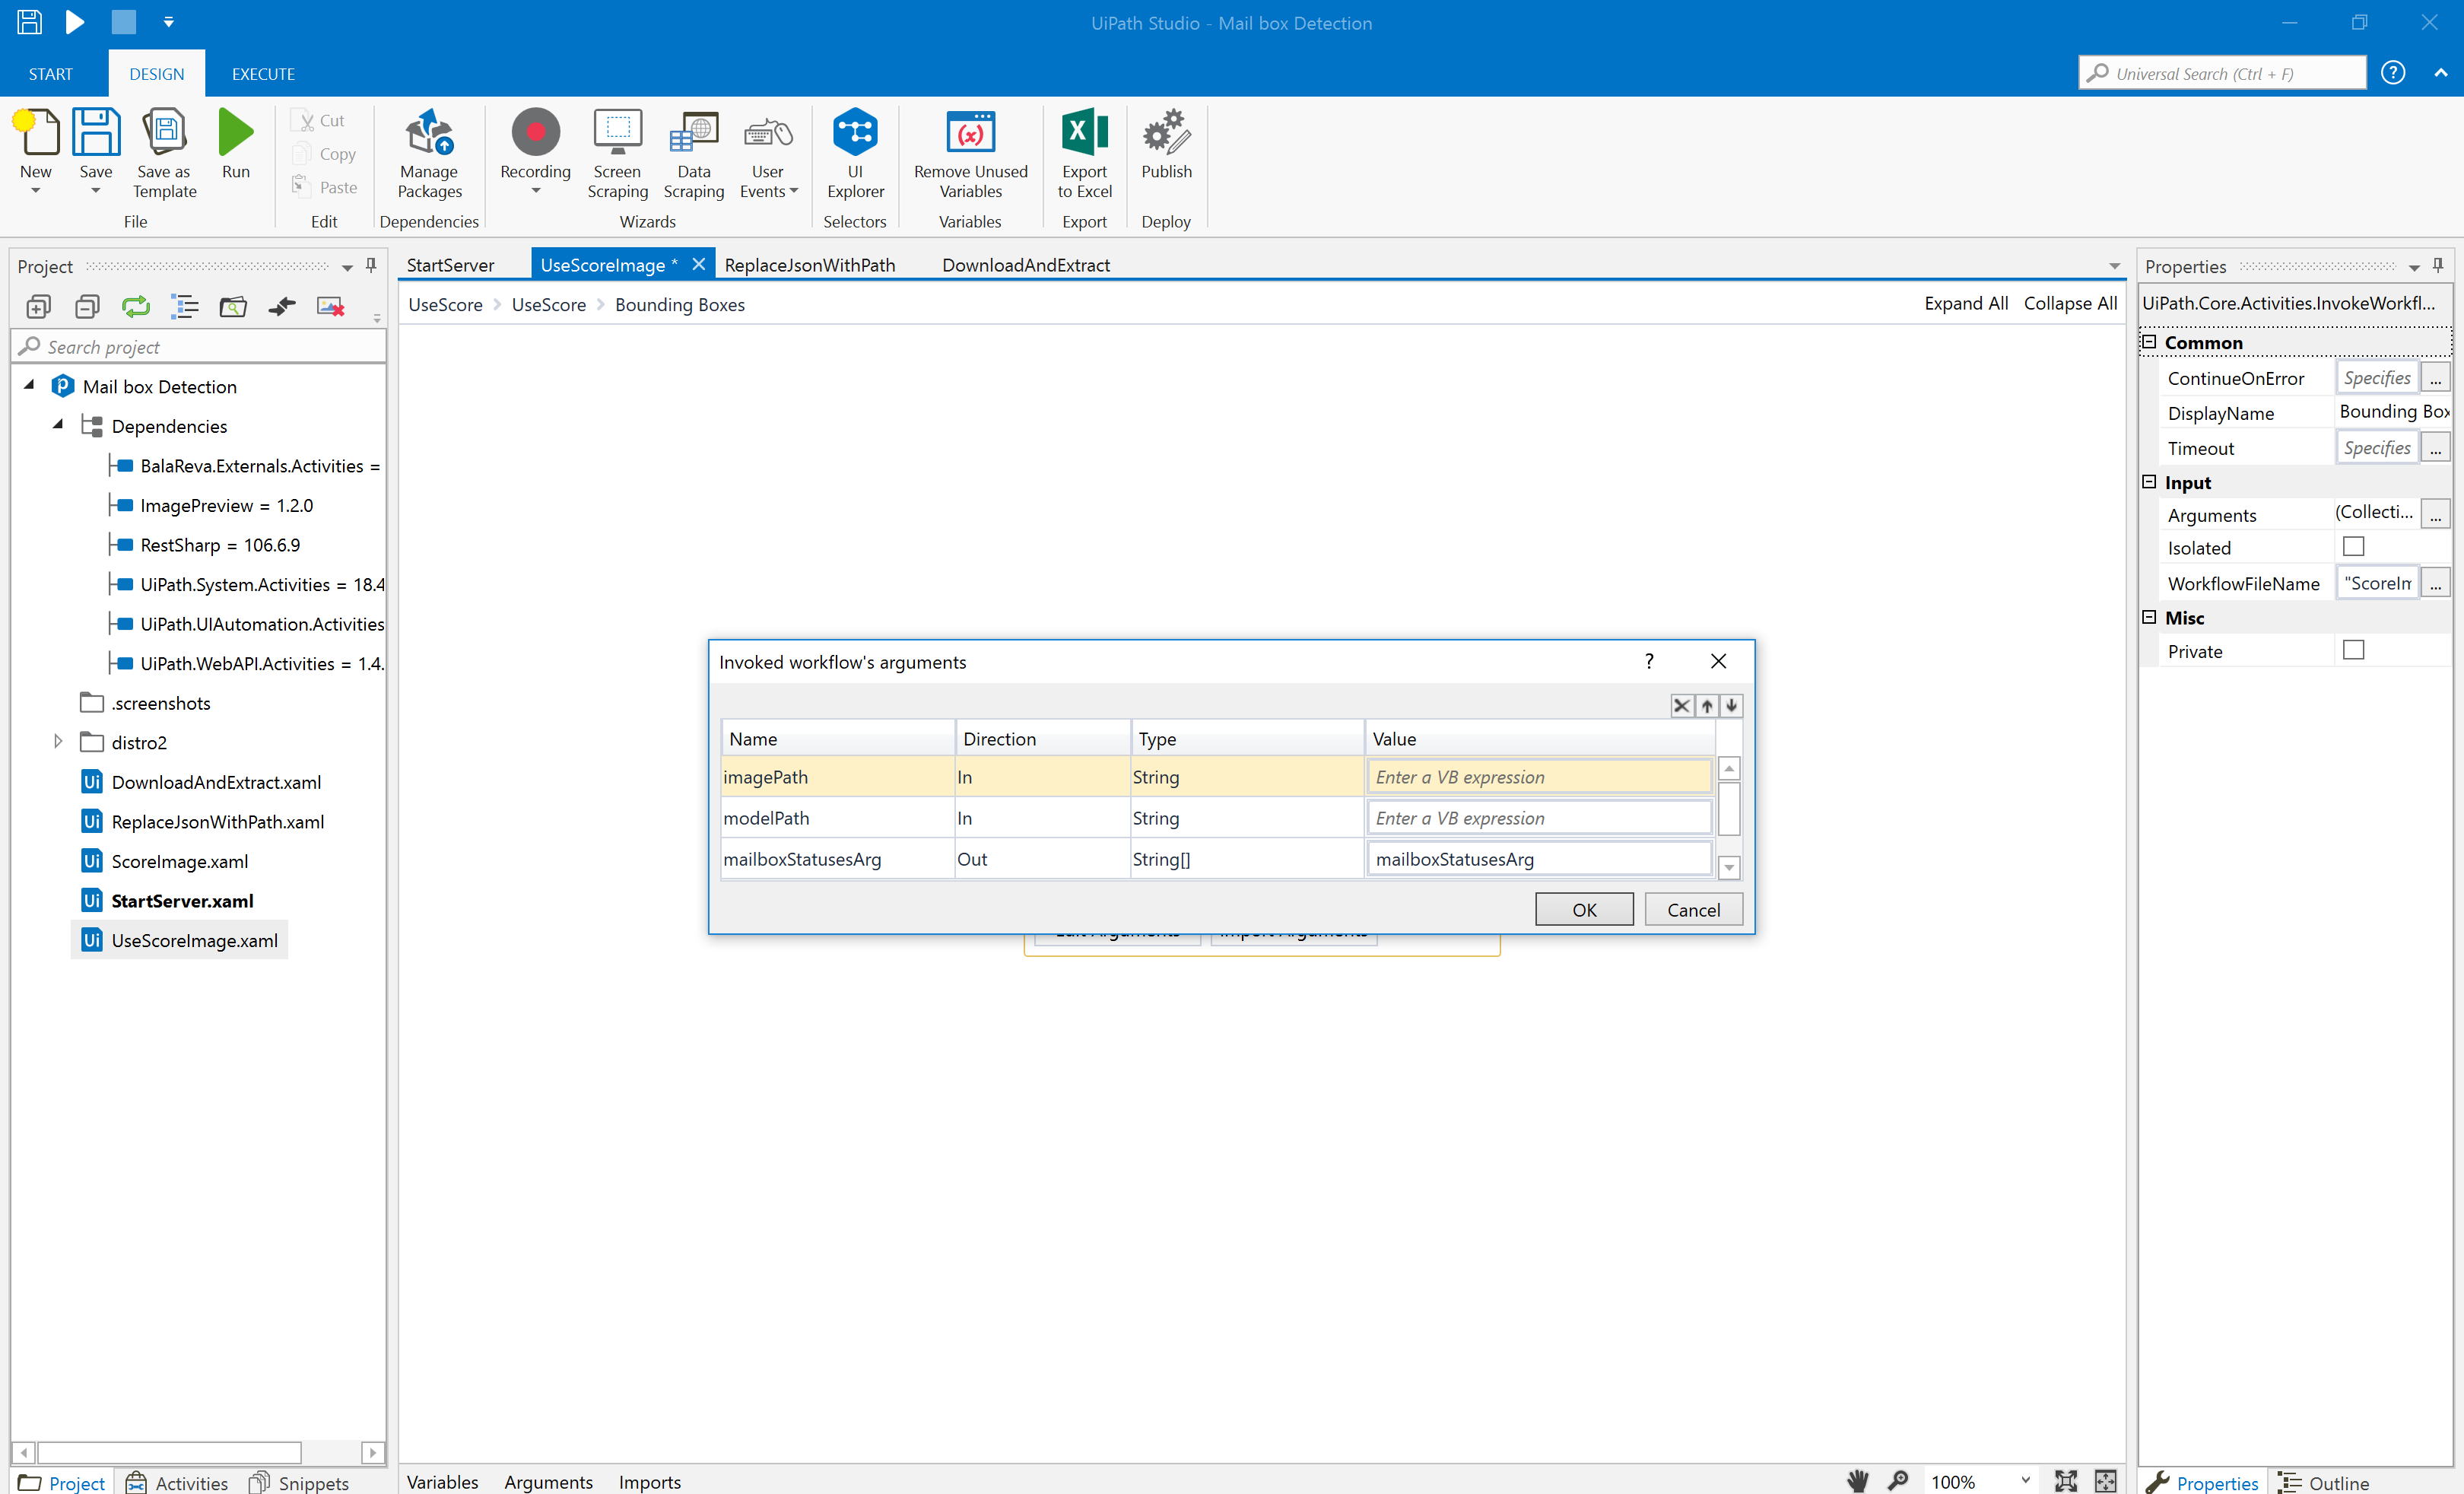 UiPath Studio - Mail box Detection
START
DESIGN
EXECUTE
Universal Search (Ctrl + F)
New
Save
Save as Template
Run
Cut
Copy
Paste
Manage Packages
Recording
Screen Scraping
Data Scraping
User Events
UI Explorer
Remove Unused Variables
Export to Excel
Publish
File
Edit
Dependencies
Wizards
Selectors
Variables
Export
Deploy
Project
Search project
Mail box Detection
Dependencies
BalaReva.Externals.Activities =
ImagePreview = 1.2.0
RestSharp = 106.6.9
UiPath.System.Activities = 18.4
UiPath.UIAutomation.Activities
UiPath.WebAPI.Activities = 1.4.
.screenshots
distro2
DownloadAndExtract.xaml
ReplaceJsonWithPath.xaml
ScoreImage.xaml
StartServer.xaml
UseScoreImage.xaml
Project
Activities
Snippets
StartServer
UseScoreImage *
ReplaceJsonWithPath
DownloadAndExtract
UseScore
UseScore
Bounding Boxes
Expand All
Collapse All
Invoked workflow's arguments
?
Name Direction Type Value
imagePath In String Enter a VB expression
modelPath In String Enter a VB expression
mailboxStatusesArg Out String[] mailboxStatusesArg
OK
Cancel
Edit Arguments
Import Arguments
Variables
Arguments
Imports
100%
Properties
UiPath.Core.Activities.InvokeWorkfl...
Common
ContinueOnError Specifies ...
DisplayName Bounding Box
Timeout Specifies ...
Input
Arguments (Collecti... ...
Isolated
WorkflowFileName "ScoreIm ...
Misc
Private
Properties
Outline